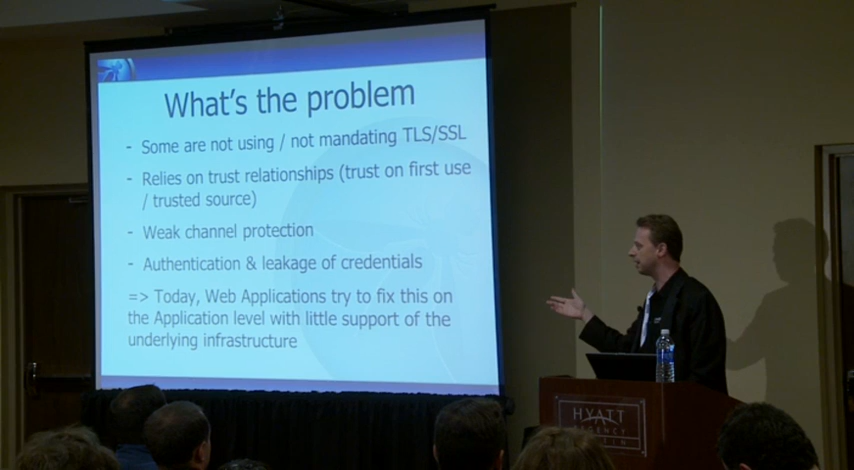 What's the problem
- Some are not using / not mandating TLS/SSL
- Relies on trust relationships (trust on first use
/ trusted source)
- Weak channel protection
- Authentication & leakage of credentials
=> Today, Web Applications try to fix this on
the Application level with little support of the
underlying infrastructure
HYATT
REGENCY